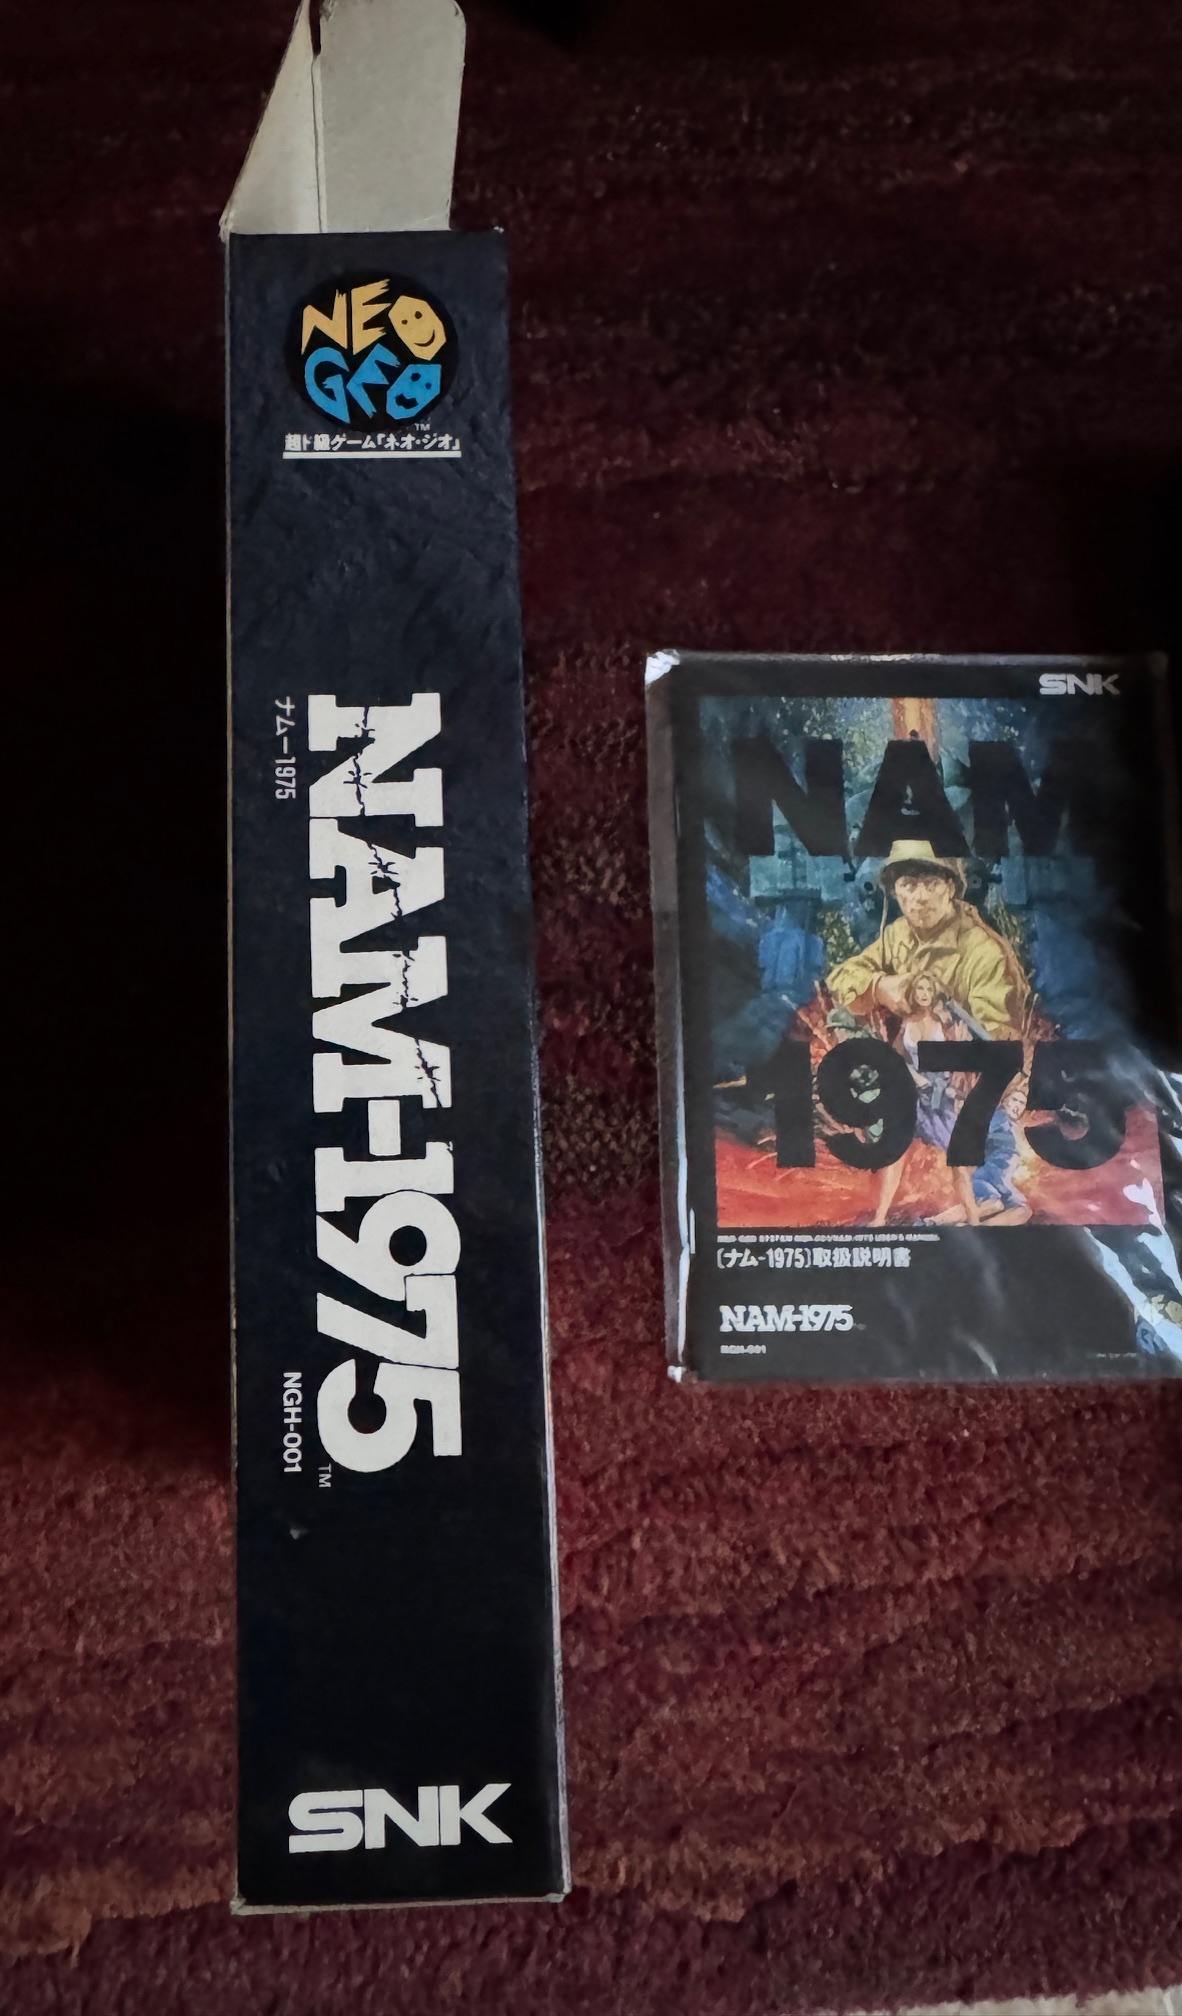 NEO
GEO
TM
超ド級ゲーム「ネオ・ジオ」
ナム-1975
NAM-1975
TM
NGH-001
SNK
SNK
NAM
1975
〔ナム-1975〕取扱説明書
NAM-1975